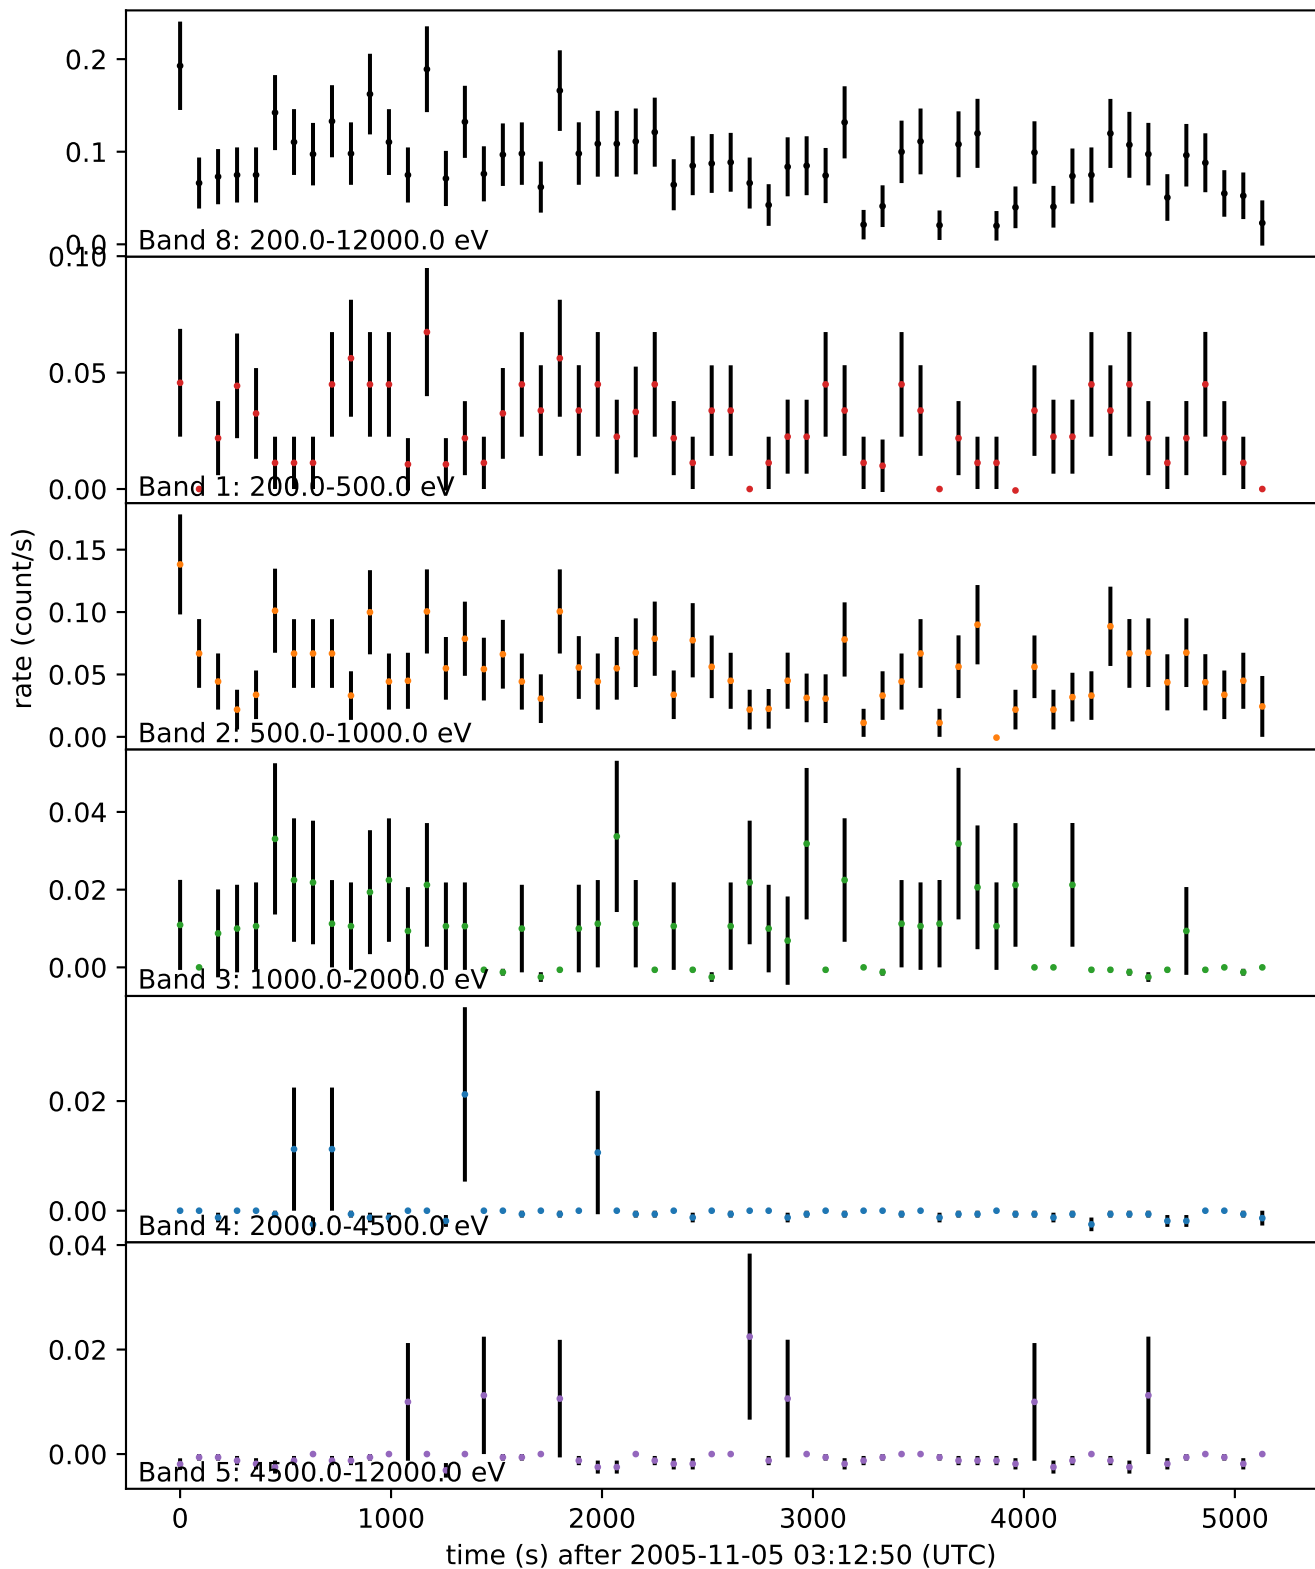 0.2
0.1
0.0
Band 8: 200.0-12000.0 eV
0.10
0.05
0.00
Band 1: 200.0-500.0 eV
0.15
0.10
0.05
0.00
Band 2: 500.0-1000.0 eV
rate (count/s)
0.04
0.02
0.00
Band 3: 1000.0-2000.0 eV
0.02
0.00
Band 4: 2000.0-4500.0 eV
0.04
0.02
0.00
Band 5: 4500.0-12000.0 eV
0 1000 2000 3000 4000 5000
time (s) after 2005-11-05 03:12:50 (UTC)